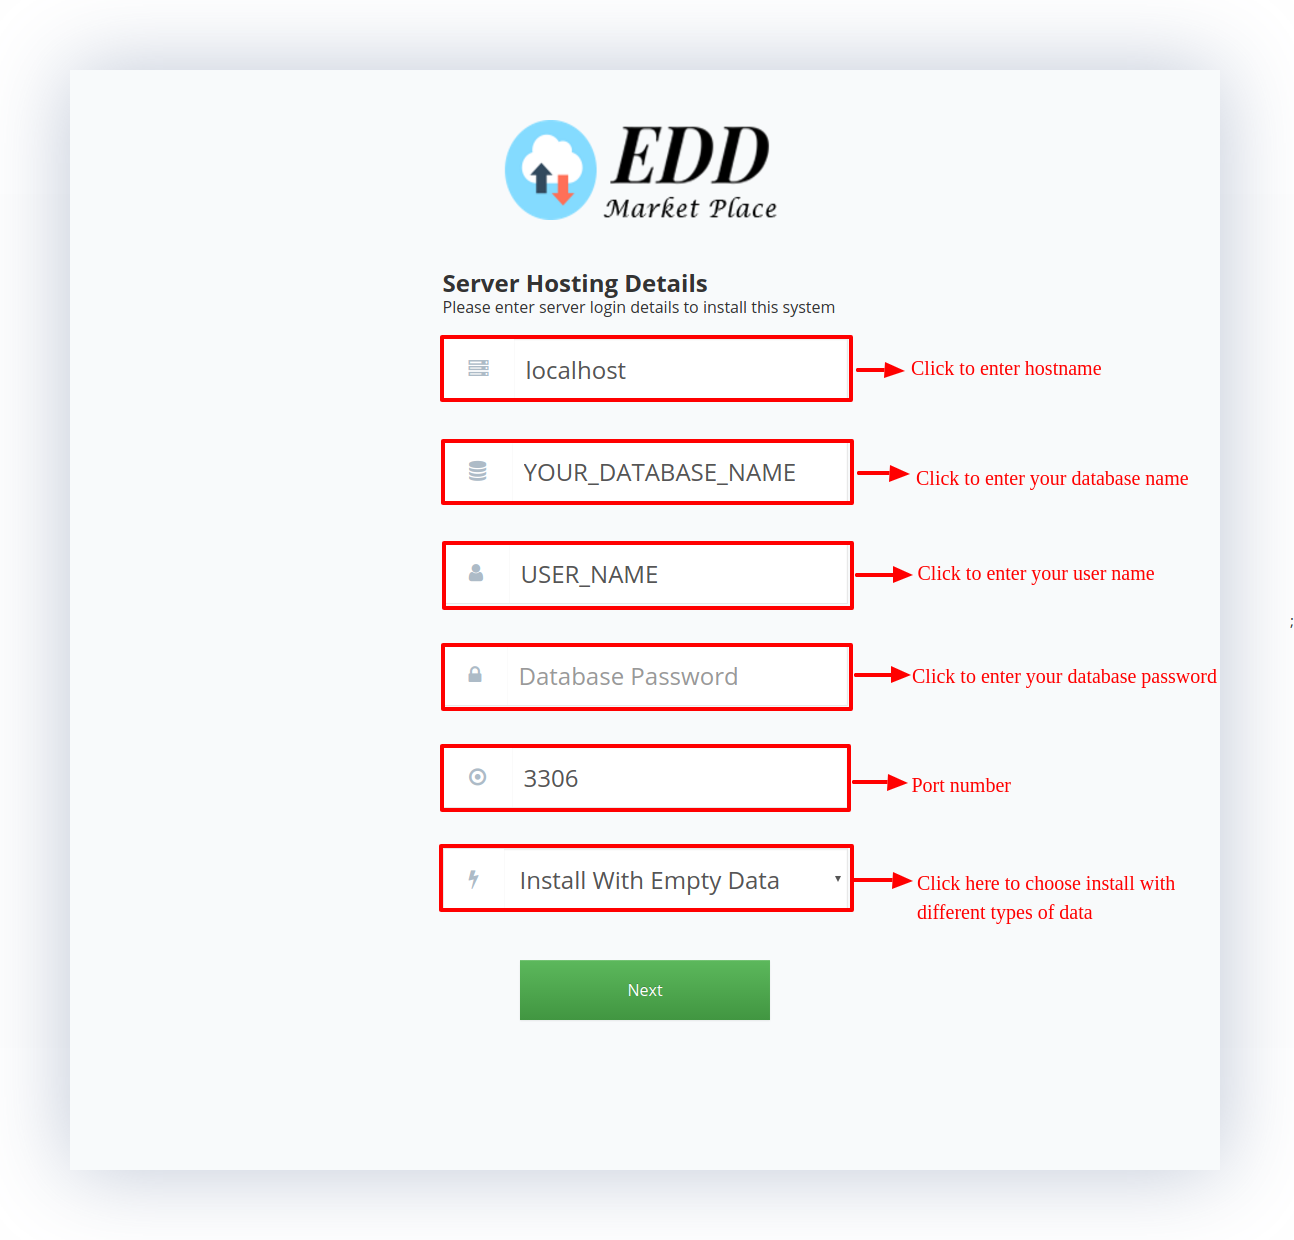 EDD
Market Place
Server Hosting Details
Please enter server login details to install this system
localhost
Click to enter hostname
YOUR_DATABASE_NAME
Click to enter your database name
USER_NAME
Click to enter your user name
;
Database Password
Click to enter your database password
3306
Port number
Install With Empty Data
Click here to choose install with
different types of data
Next